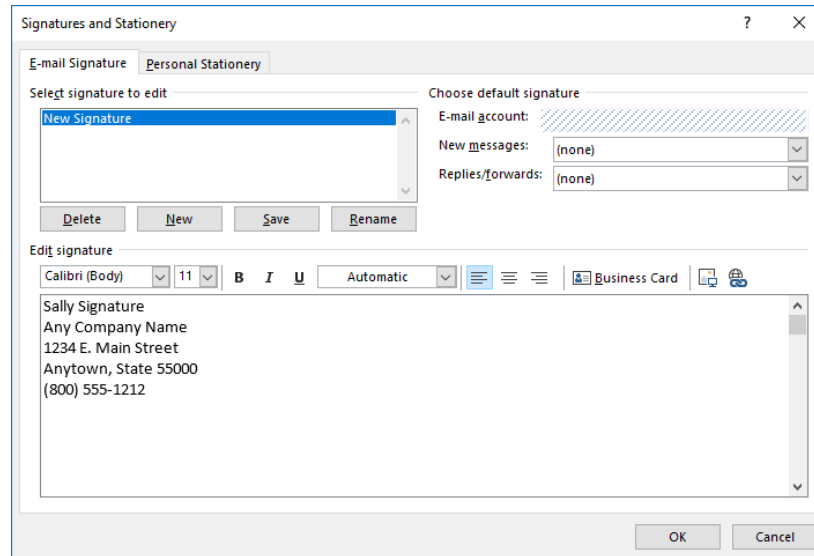 Signatures and Stationery
E-mail Signature Personal Stationery
Select signature to edit Choose default signature
New Signature
E-mail account:
New messages: (none)
Replies/forwards: (none)
Delete New Save Rename
Edit signature
Calibri (Body) 11 B I U Automatic Business Card
Sally Signature
Any Company Name
1234 E. Main Street
Anytown, State 55000
(800) 555-1212
OK Cancel